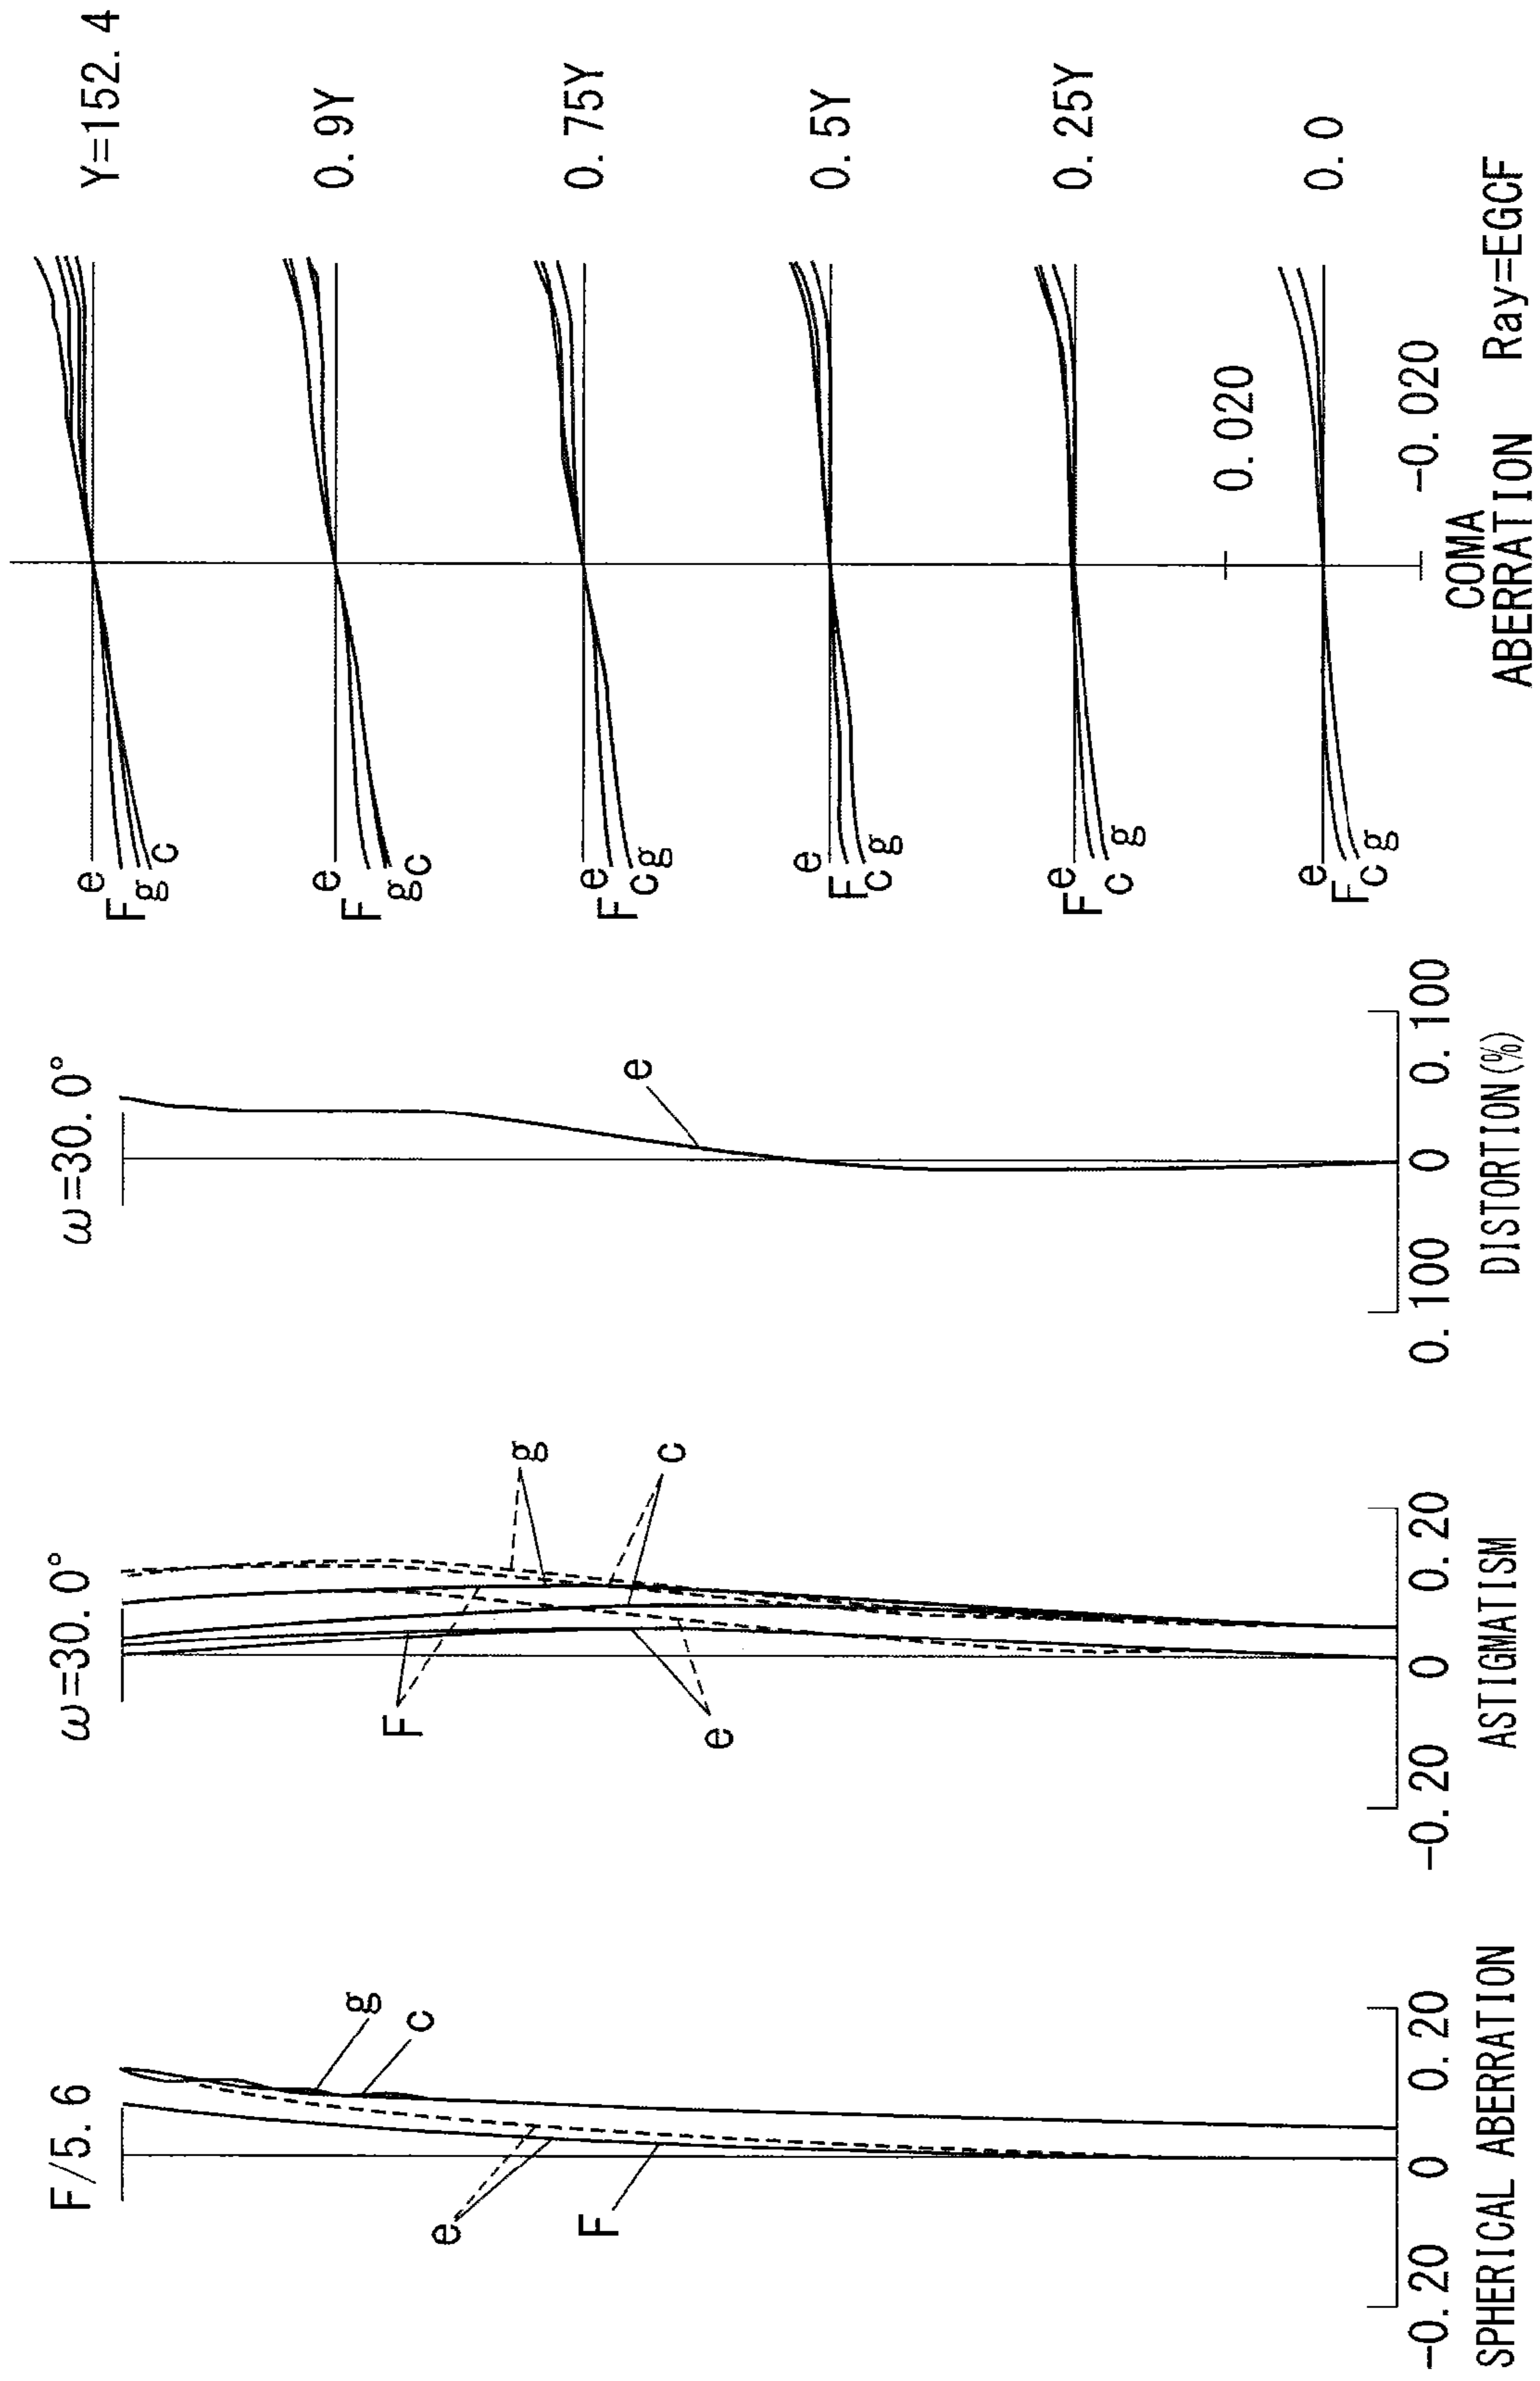 F/5. 6
g
c
e
F
-0. 20
0
0. 20
SPHERICAL ABERRATION
ω=30. 0°
g
c
F
e
-0. 20
0
0. 20
ASTIGMATISM
ω=30. 0°
e
0. 100
0
0. 100
DISTORTION(%)
Y=152. 4
e
F
g
c
0. 9Y
e
F
g
c
0. 75Y
e
F
c
g
0. 5Y
e
F
c
g
0. 25Y
e
F
c
g
0. 0
e
F
c
g
0. 020
-0. 020
COMA
ABERRATION Ray=EGCF